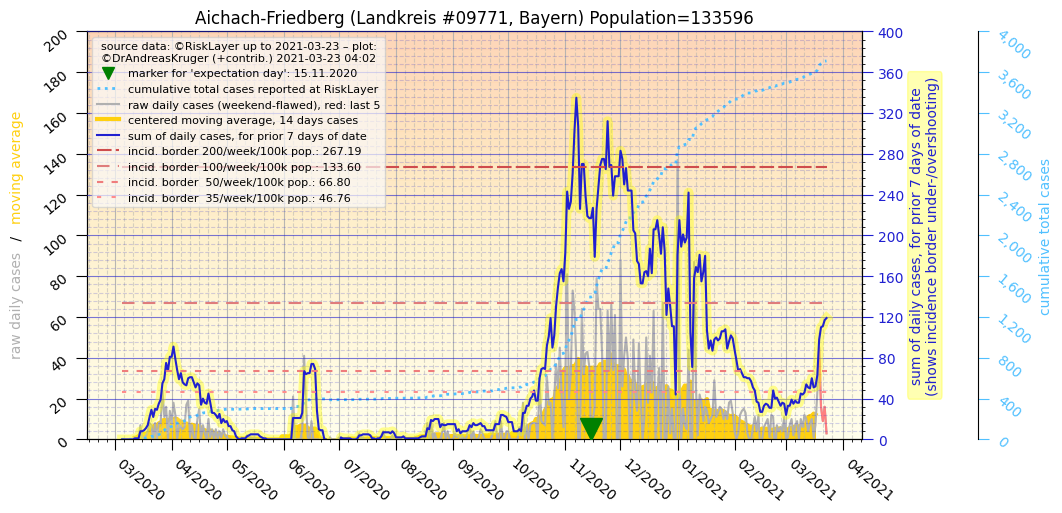 Aichach-Friedberg (Landkreis #09771, Bayern) Population=133596
source data: ©RiskLayer up to 2021-03-23 – plot:
©DrAndreasKruger (+contrib.) 2021-03-23 04:02
marker for 'expectation day': 15.11.2020
cumulative total cases reported at RiskLayer
raw daily cases (weekend-flawed), red: last 5
centered moving average, 14 days cases
sum of daily cases, for prior 7 days of date
incid. border 200/week/100k pop.: 267.19
incid. border 100/week/100k pop.: 133.60
incid. border  50/week/100k pop.: 66.80
incid. border  35/week/100k pop.: 46.76
raw daily cases / moving average
200
180
160
140
120
100
80
60
40
20
0
03/2020
04/2020
05/2020
06/2020
07/2020
08/2020
09/2020
10/2020
11/2020
12/2020
01/2021
02/2021
03/2021
04/2021
400
360
320
280
240
200
160
120
80
40
0
sum of daily cases, for prior 7 days of date
(shows incidence border under-/overshooting)
4,000
3,600
3,200
2,800
2,400
2,000
1,600
1,200
800
400
0
cumulative total cases